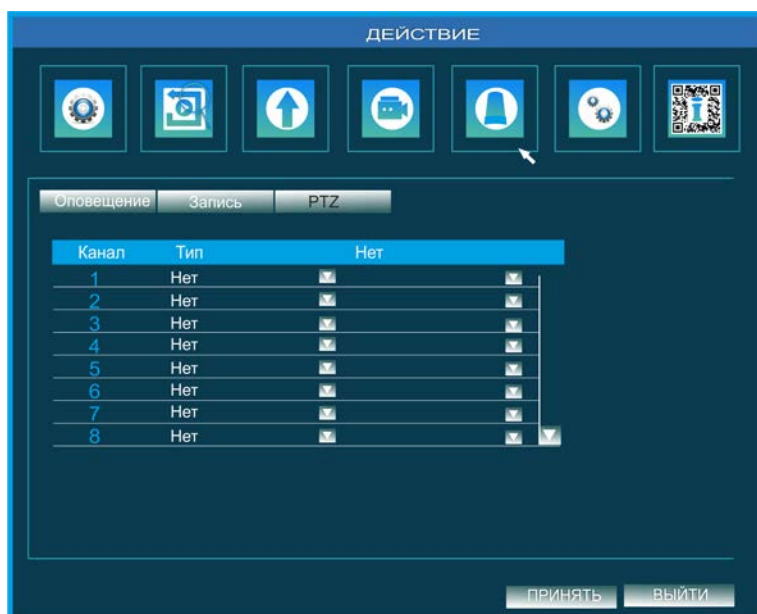 ДЕЙСТВИЕ
Оповещение Запись PTZ
Канал Тип Нет
1 Нет
2 Нет
3 Нет
4 Нет
5 Нет
6 Нет
7 Нет
8 Нет
ПРИНЯТЬ ВЫЙТИ